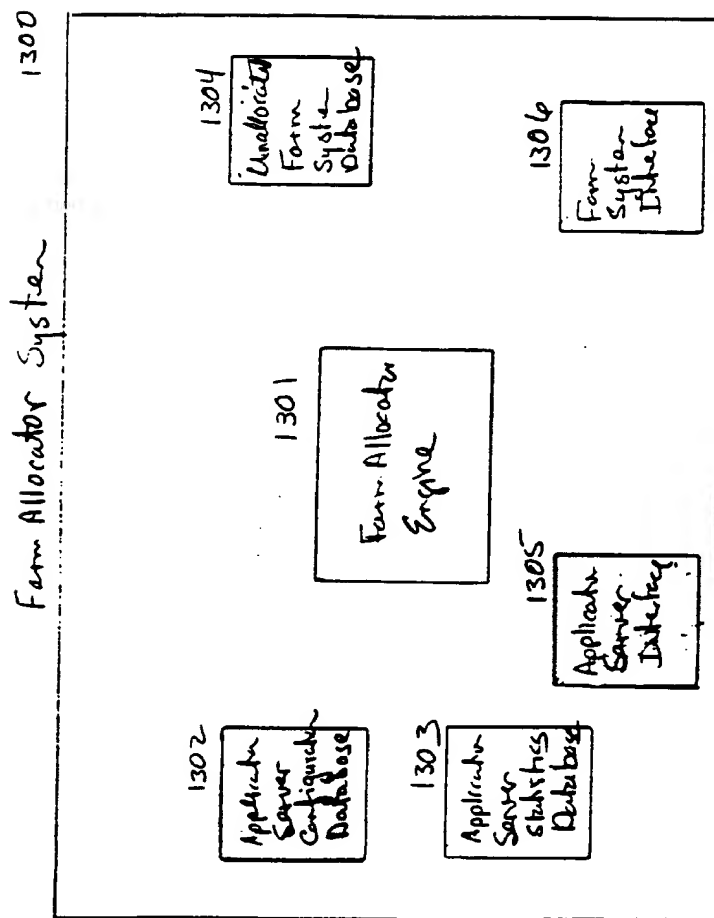 Farm Allocator System
1300
1302
Application
Server
Configuration
Database
1301
Farm Allocator
Engine
1304
Unallocated
Farm
System
Database
1303
Application
Server
Statistics
Database
1305
Application
Server
Interface
1306
Farm
System
Interface